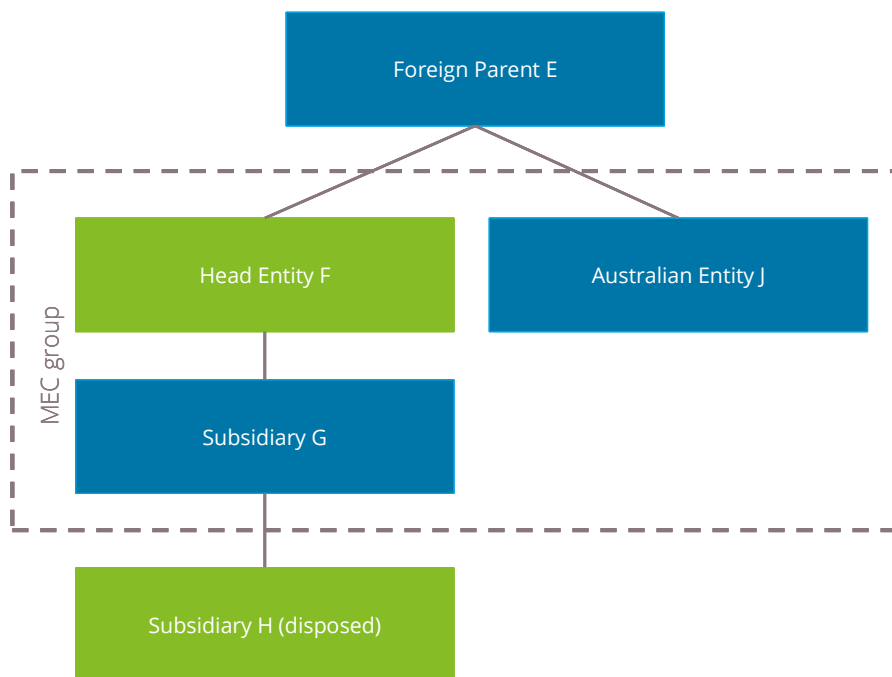 Foreign Parent E
Head Entity F
Australian Entity J
MEC group
Subsidiary G
Subsidiary H (disposed)